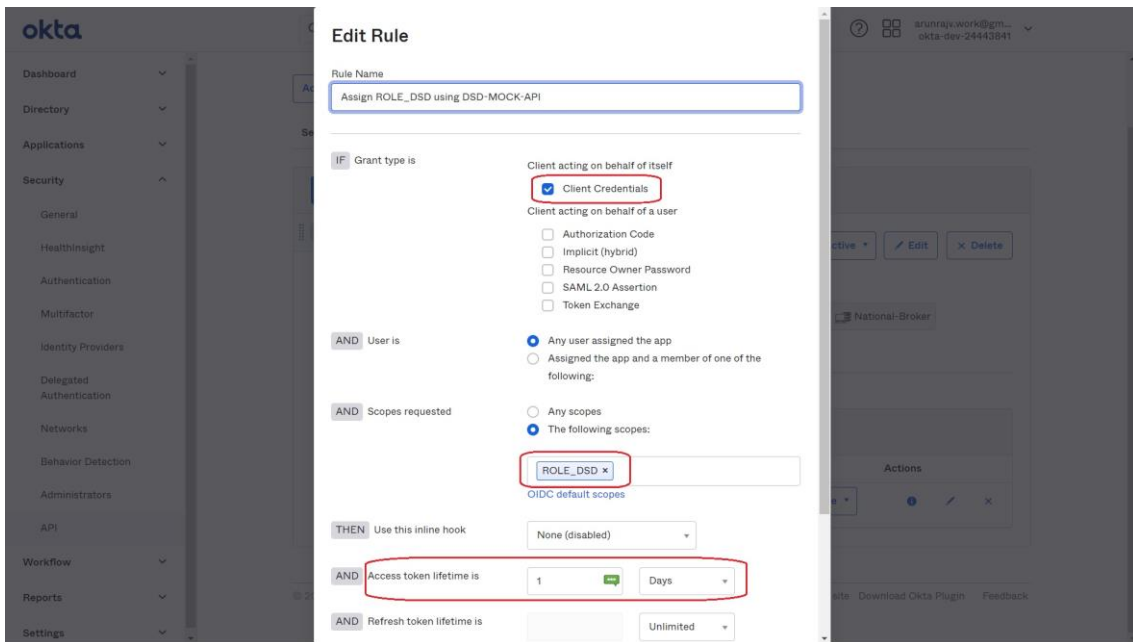 okta
arunrajv.work@gm...
okta-dev-24443841
Dashboard
Directory
Applications
Security
General
HealthInsight
Authentication
Multifactor
Identity Providers
Delegated
Authentication
Networks
Behavior Detection
Administrators
API
Workflow
Reports
Settings
Edit Rule
Rule Name
Assign ROLE_DSD using DSD-MOCK-API
IF Grant type is
Client acting on behalf of itself
Client Credentials
Client acting on behalf of a user
Authorization Code
Implicit (hybrid)
Resource Owner Password
SAML 2.0 Assertion
Token Exchange
AND User is
Any user assigned the app
Assigned the app and a member of one of the
following:
AND Scopes requested
Any scopes
The following scopes:
ROLE_DSD ×
OIDC default scopes
THEN Use this inline hook
None (disabled)
AND Access token lifetime is
1 Days
AND Refresh token lifetime is
Unlimited
Edit
× Delete
National-Broker
Actions
Download Okta Plugin
Feedback